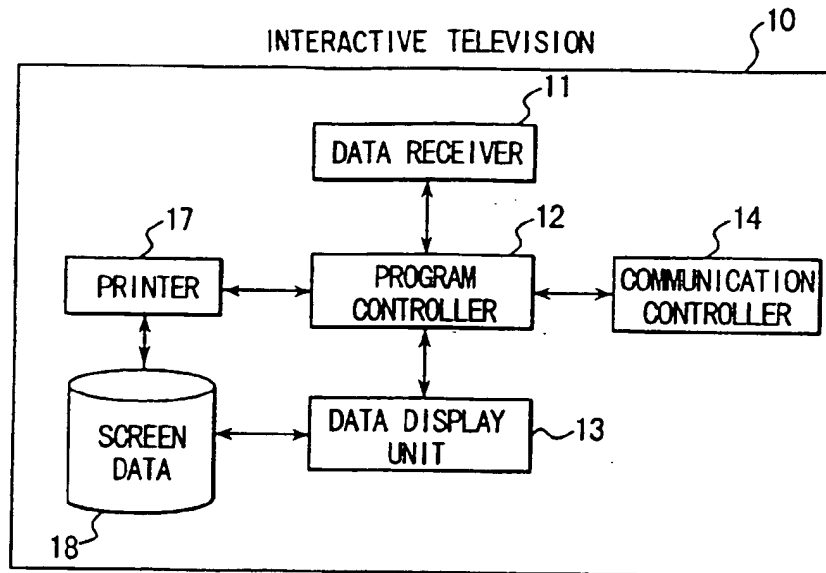 INTERACTIVE TELEVISION
10
11
DATA RECEIVER
17
12
14
PRINTER
PROGRAM
CONTROLLER
COMMUNICATION
CONTROLLER
SCREEN
DATA
DATA DISPLAY
UNIT
13
18